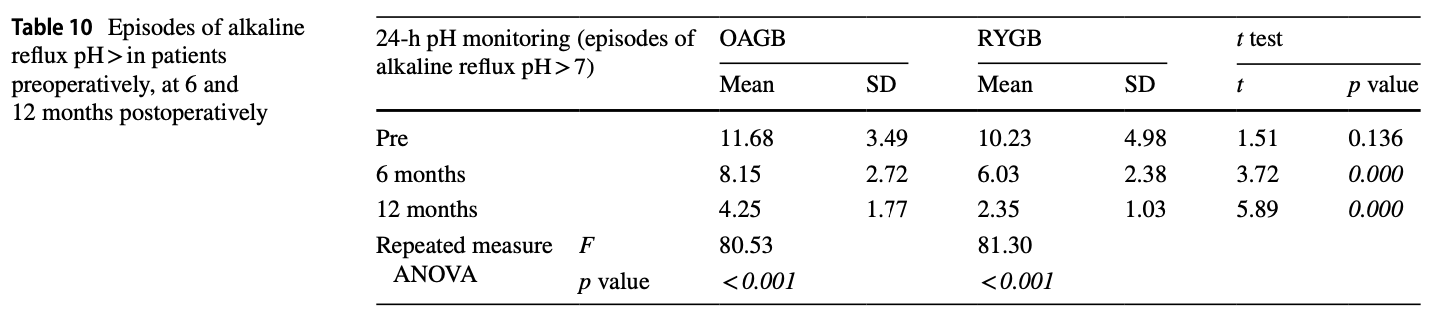 Table 10 Episodes of alkaline
reflux pH > in patients
preoperatively, at 6 and
12 months postoperatively
24-h pH monitoring (episodes of OAGB RYGB t test
alkaline reflux pH > 7)
Mean SD Mean SD t p value
Pre 11.68 3.49 10.23 4.98 1.51 0.136
6 months 8.15 2.72 6.03 2.38 3.72 0.000
12 months 4.25 1.77 2.35 1.03 5.89 0.000
Repeated measure F 80.53 81.30
ANOVA
p value <0.001 <0.001